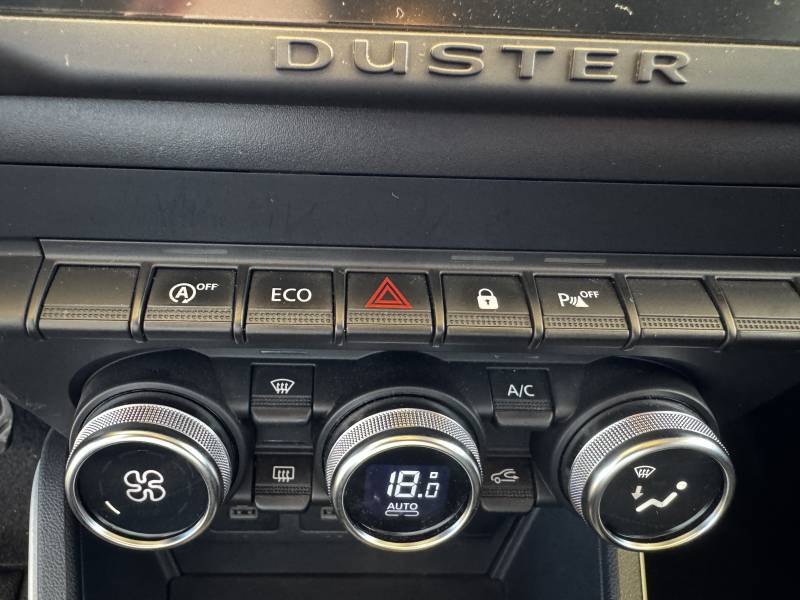 DUSTER
A OFF
ECO
P OFF
A/C
18.0
AUTO